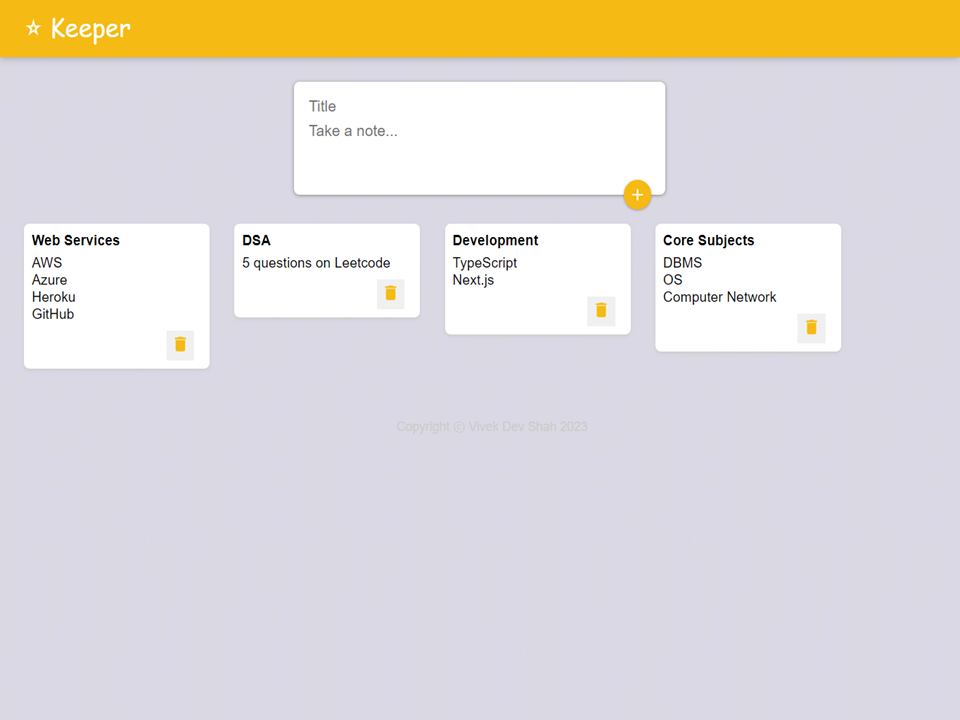 Keeper
Title
Take a note...
Web Services
AWS
Azure
Heroku
GitHub
DSA
5 questions on Leetcode
Development
TypeScript
Next.js
Core Subjects
DBMS
OS
Computer Network
Copyright ⓒ Vivek Dev Shah 2023